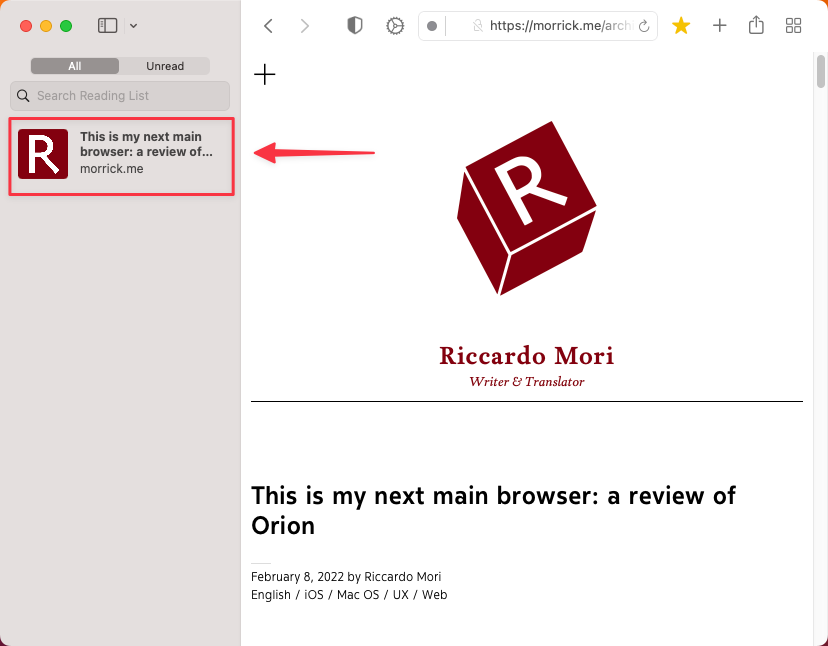 https://morrick.me/arch
All
Unread
Search Reading List
R
This is my next main
browser: a review of...
morrick.me
R
Riccardo Mori
Writer & Translator
This is my next main browser: a review of
Orion
February 8, 2022 by Riccardo Mori
English / iOS / Mac OS / UX / Web